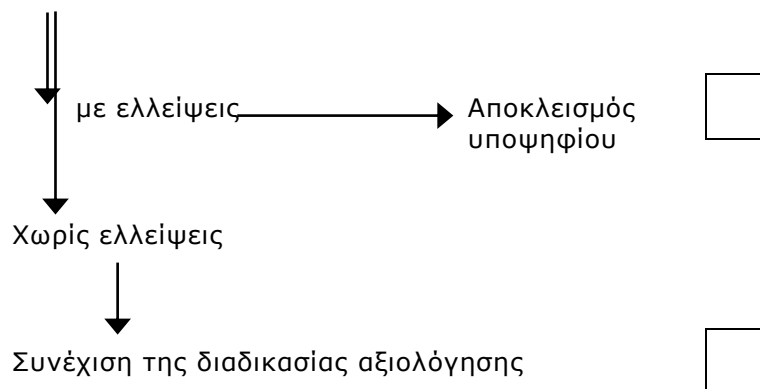 με ελλείψεις
Αποκλεισμός
υποψηφίου
Χωρίς ελλείψεις
Συνέχιση της διαδικασίας αξιολόγησης